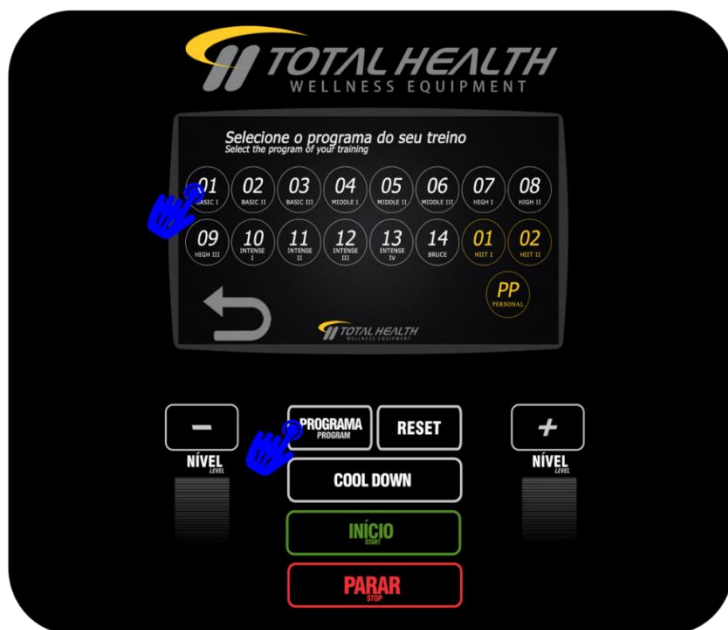 TOTAL HEALTH
WELLNESS EQUIPMENT
Selecione o programa do seu treino
Select the program of your training
01 02 03 04 05 06 07 08
BASIC I BASIC II BASIC III MIDDLE I MIDDLE II MIDDLE III HIGH I HIGH II
09 10 11 12 13 14 01 02
HIGH III INTENSE I INTENSE II INTENSE III INTENSE IV BRUCE HIIT I HIIT II
PP
PERSONAL
TOTAL HEALTH
WELLNESS EQUIPMENT
− PROGRAMA RESET +
PROGRAM
NÍVEL NÍVEL
LEVEL LEVEL
COOL DOWN
INÍCIO
START
PARAR
STOP